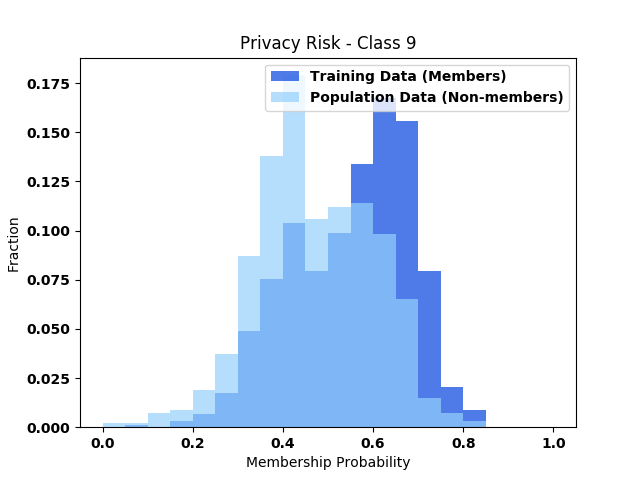 Privacy Risk - Class 9
Training Data (Members)
Population Data (Non-members)
0.175
0.150
0.125
0.100
0.075
0.050
0.025
0.000
Fraction
0.0 0.2 0.4 0.6 0.8 1.0
Membership Probability